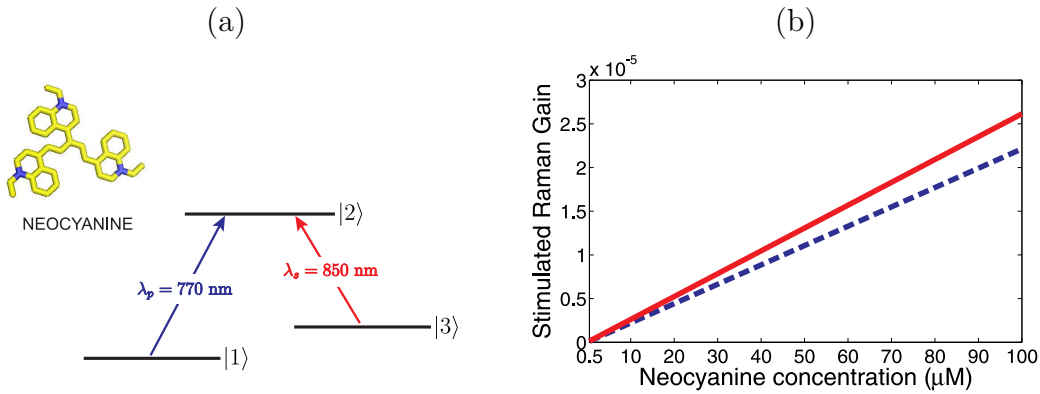 (a)
NEOCYANINE
|2⟩
λₚ = 770 nm
λₛ = 850 nm
|3⟩
|1⟩
(b)
x 10⁻⁵
3
2.5
2
1.5
1
0.5
0
0.5 10 20 30 40 50 60 70 80 90 100
Stimulated Raman Gain
Neocyanine concentration (μM)